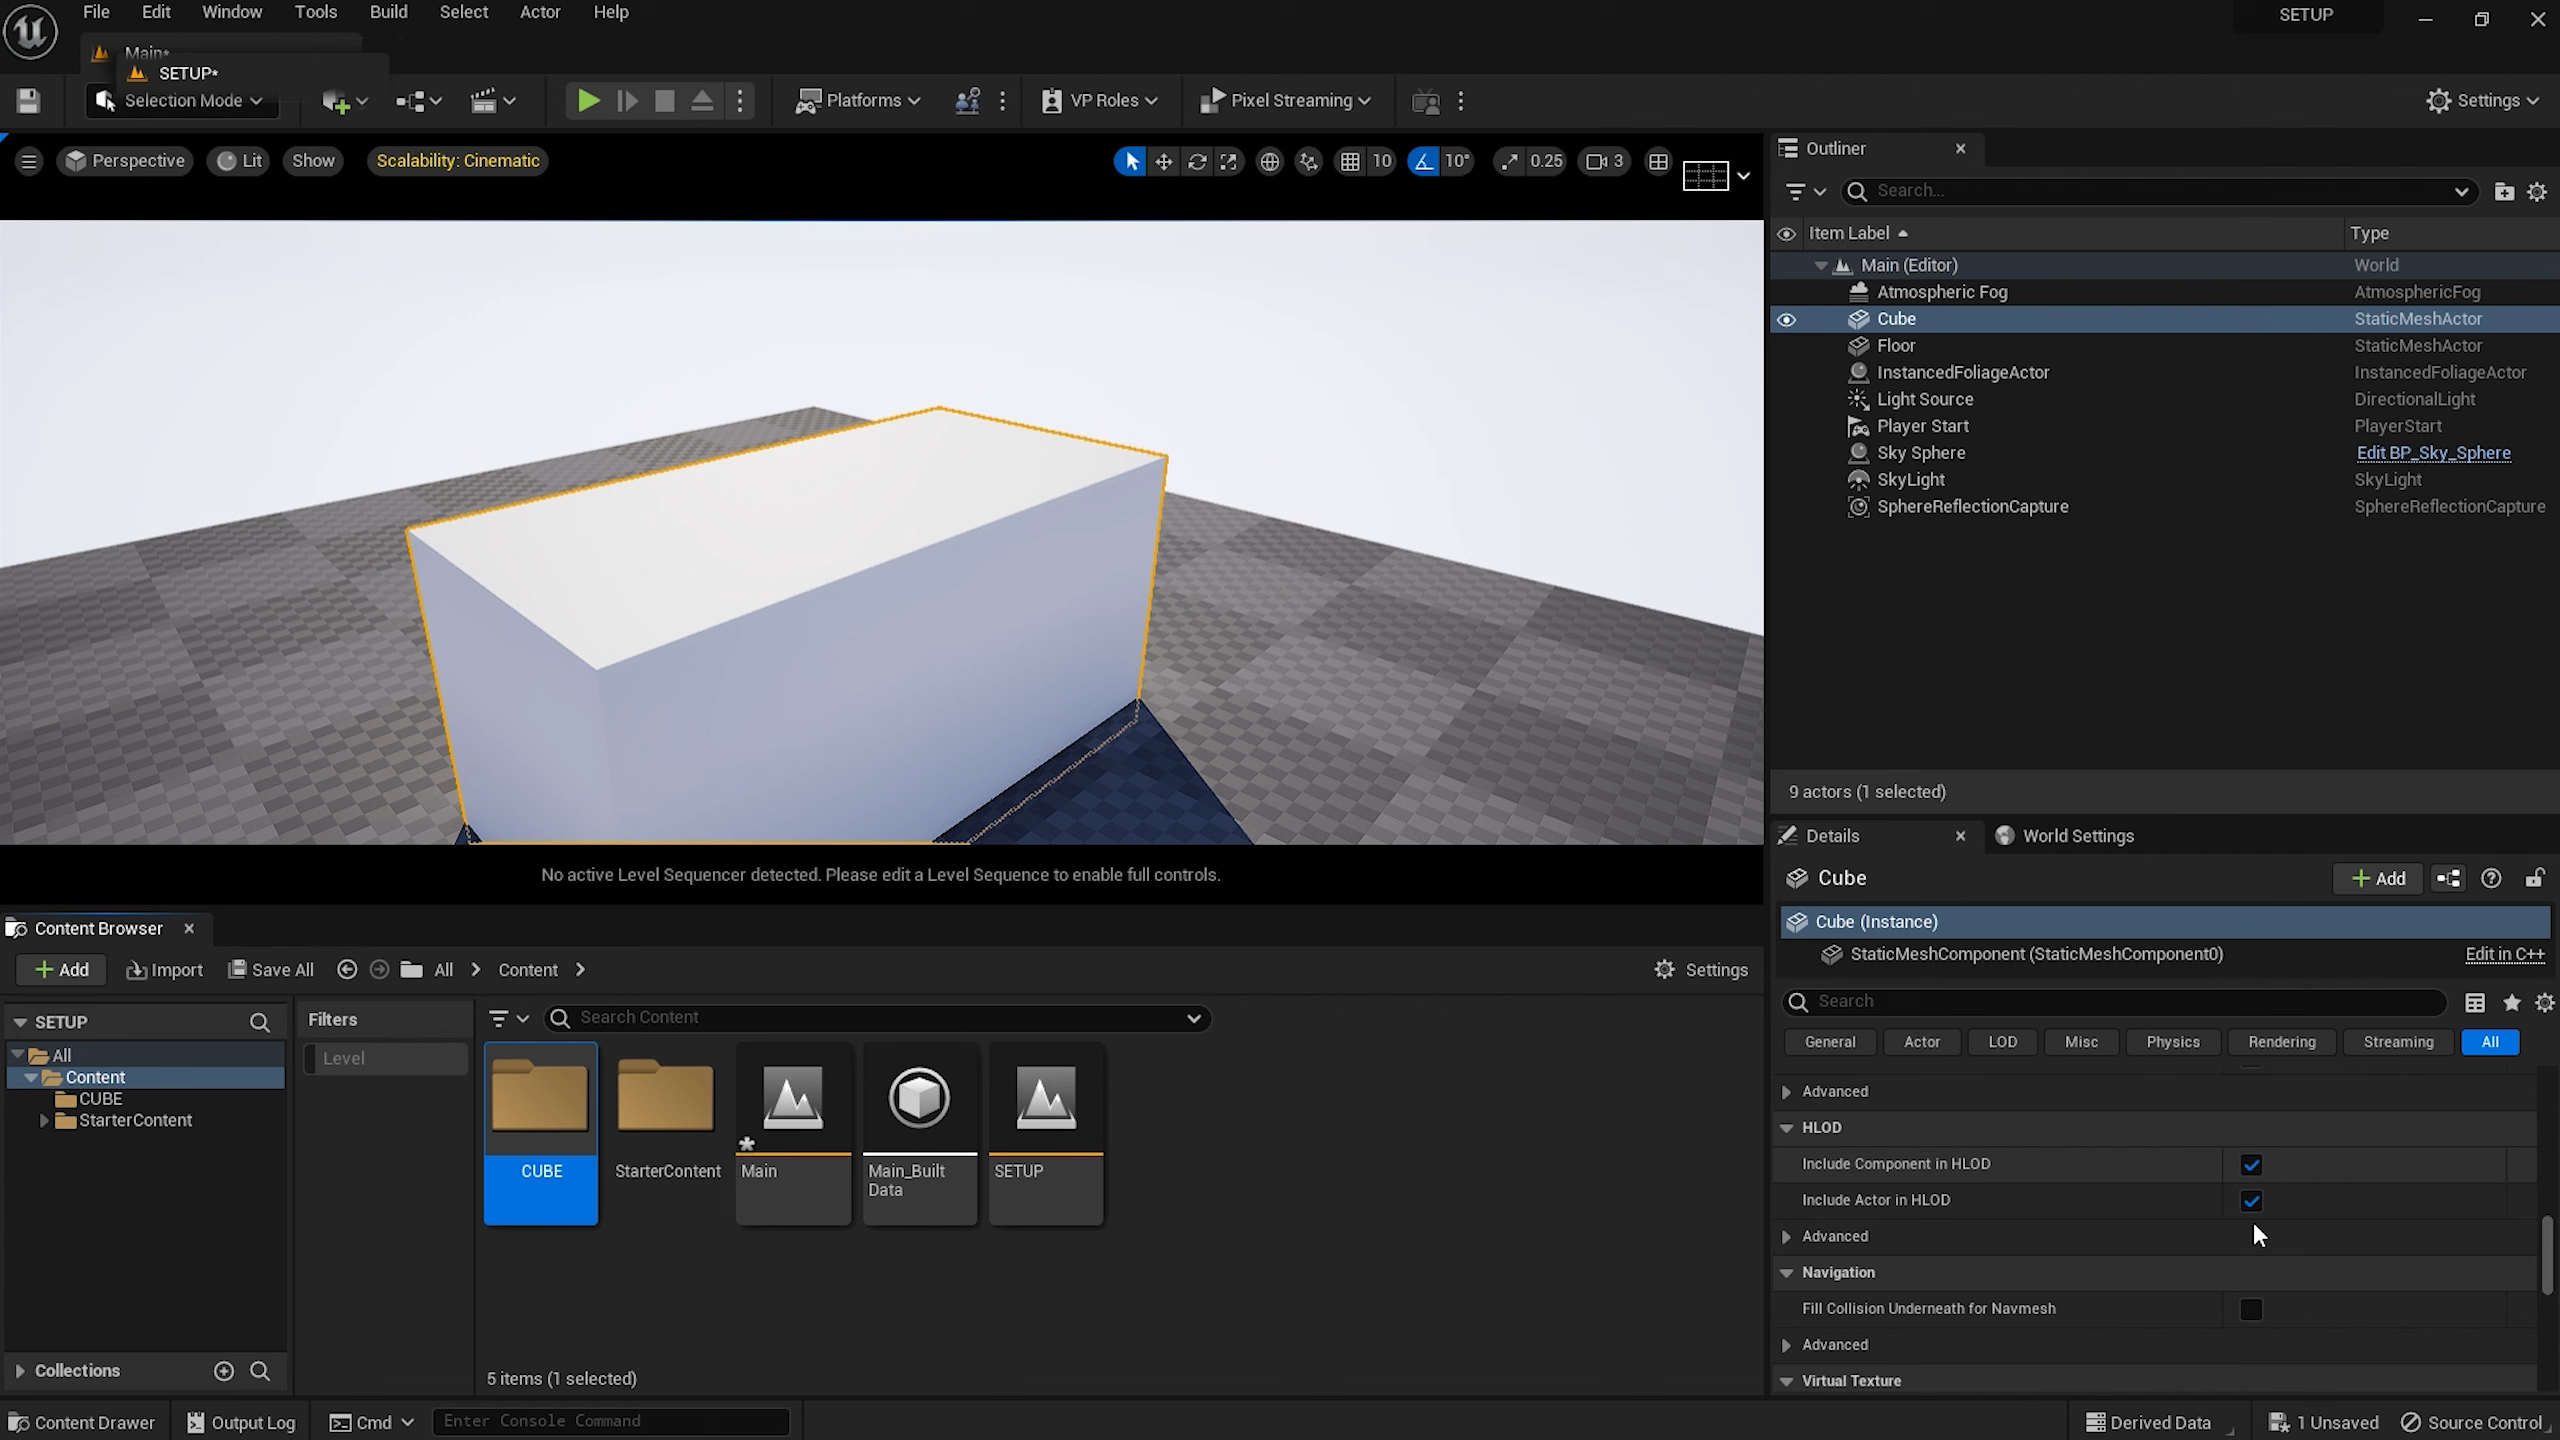 File Edit Window Tools Build Select Actor Help
SETUP
Main*
SETUP*
Selection Mode
Platforms
VP Roles
Pixel Streaming
Settings
Perspective
Lit
Show
Scalability: Cinematic
10
10°
0.25
3
Outliner
Search...
Item Label
Type
Main (Editor)
World
Atmospheric Fog
AtmosphericFog
Cube
StaticMeshActor
Floor
StaticMeshActor
InstancedFoliageActor
InstancedFoliageActor
Light Source
DirectionalLight
Player Start
PlayerStart
Sky Sphere
Edit BP_Sky_Sphere
SkyLight
SkyLight
SphereReflectionCapture
SphereReflectionCapture
9 actors (1 selected)
No active Level Sequencer detected. Please edit a Level Sequence to enable full controls.
Details
World Settings
Cube
Add
Cube (Instance)
StaticMeshComponent (StaticMeshComponent0)
Edit in C++
Search
General
Actor
LOD
Misc
Physics
Rendering
Streaming
All
Advanced
HLOD
Include Component in HLOD
Include Actor in HLOD
Advanced
Navigation
Fill Collision Underneath for Navmesh
Advanced
Virtual Texture
Content Browser
Add
Import
Save All
All
Content
Settings
SETUP
All
Content
CUBE
StarterContent
Collections
Filters
Level
Search Content
CUBE
StarterContent
Main
Main_Built
Data
SETUP
5 items (1 selected)
Content Drawer
Output Log
Cmd
Enter Console Command
Derived Data
1 Unsaved
Source Control